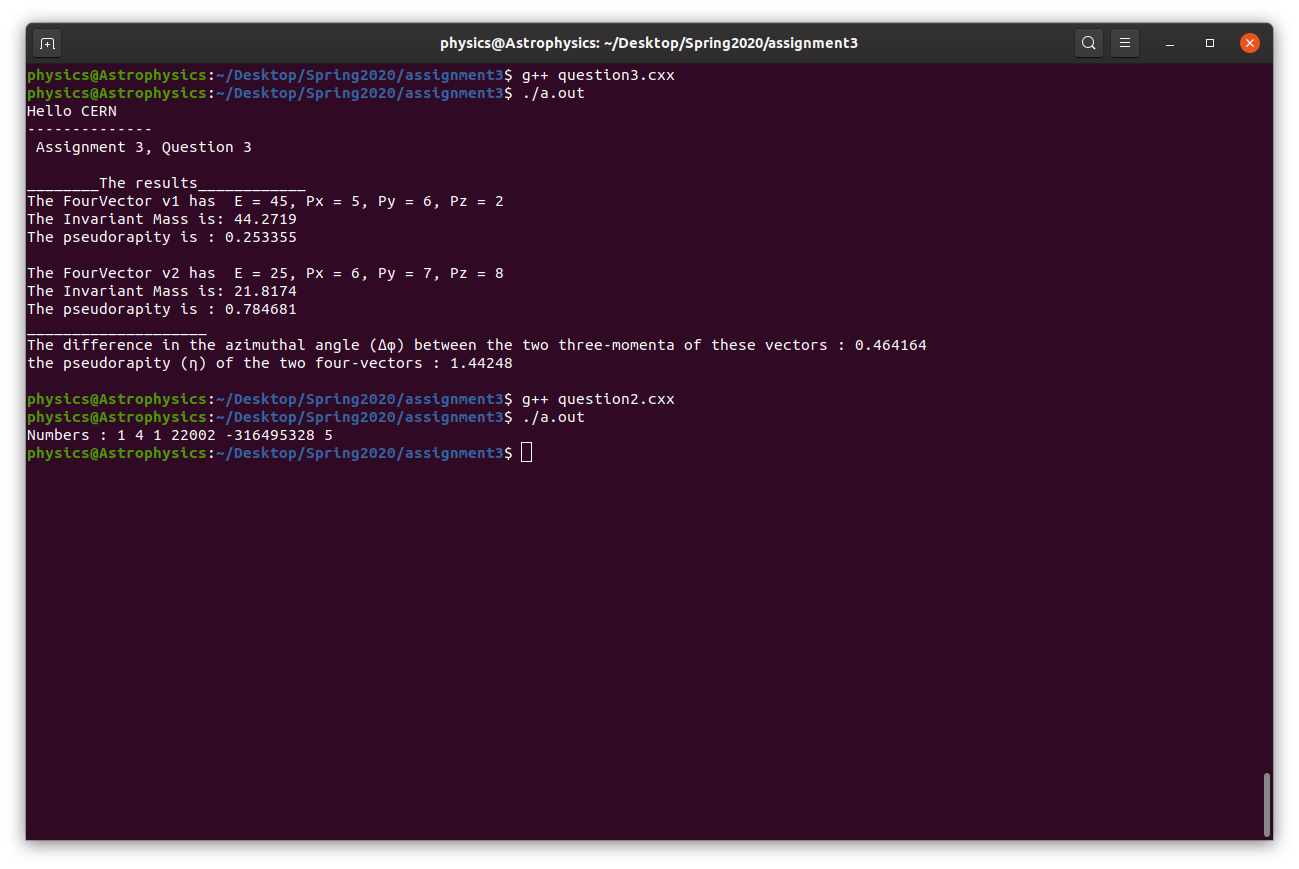 physics@Astrophysics: ~/Desktop/Spring2020/assignment3
physics@Astrophysics:~/Desktop/Spring2020/assignment3$ g++ question3.cxx
physics@Astrophysics:~/Desktop/Spring2020/assignment3$ ./a.out
Hello CERN
--------------
 Assignment 3, Question 3
________The results____________
The FourVector v1 has  E = 45, Px = 5, Py = 6, Pz = 2
The Invariant Mass is: 44.2719
The pseudorapity is : 0.253355
The FourVector v2 has  E = 25, Px = 6, Py = 7, Pz = 8
The Invariant Mass is: 21.8174
The pseudorapity is : 0.784681
____________________
The difference in the azimuthal angle (Δφ) between the two three-momenta of these vectors : 0.464164
the pseudorapity (η) of the two four-vectors : 1.44248
physics@Astrophysics:~/Desktop/Spring2020/assignment3$ g++ question2.cxx
physics@Astrophysics:~/Desktop/Spring2020/assignment3$ ./a.out
Numbers : 1 4 1 22002 -316495328 5
physics@Astrophysics:~/Desktop/Spring2020/assignment3$